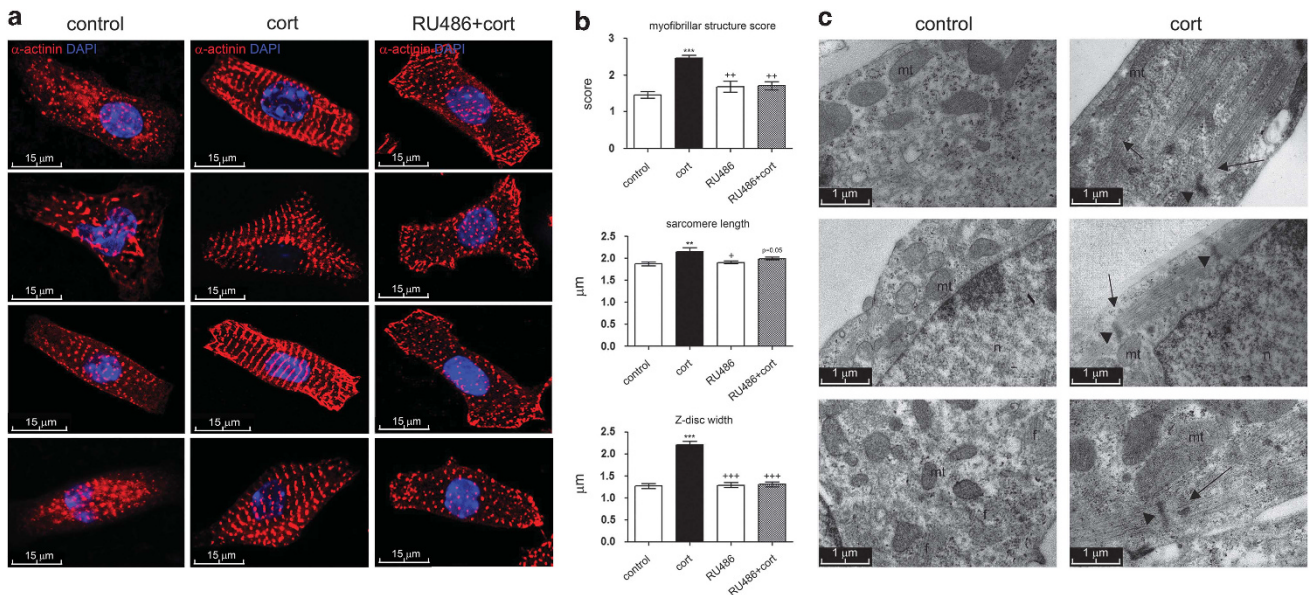 a
control
cort
RU486+cort
α-actinin DAPI
α-actinin DAPI
α-actinin DAPI
15 µm
15 µm
15 µm
15 µm
15 µm
15 µm
15 µm
15 µm
15 µm
15 µm
15 µm
15 µm
b
myofibrillar structure score
score
3
2
1
0
***
++
++
control
cort
RU486
RU486+cort
sarcomere length
µm
2.5
2.0
1.5
1.0
0.5
0.0
**
+
p=0.05
control
cort
RU486
RU486+cort
Z-disc width
µm
2.5
2.0
1.5
1.0
0.5
0.0
***
+++
+++
control
cort
RU486
RU486+cort
c
control
cort
mt
1 µm
mt
1 µm
mt
n
1 µm
mt
n
1 µm
f
mt
f
f
1 µm
mt
1 µm